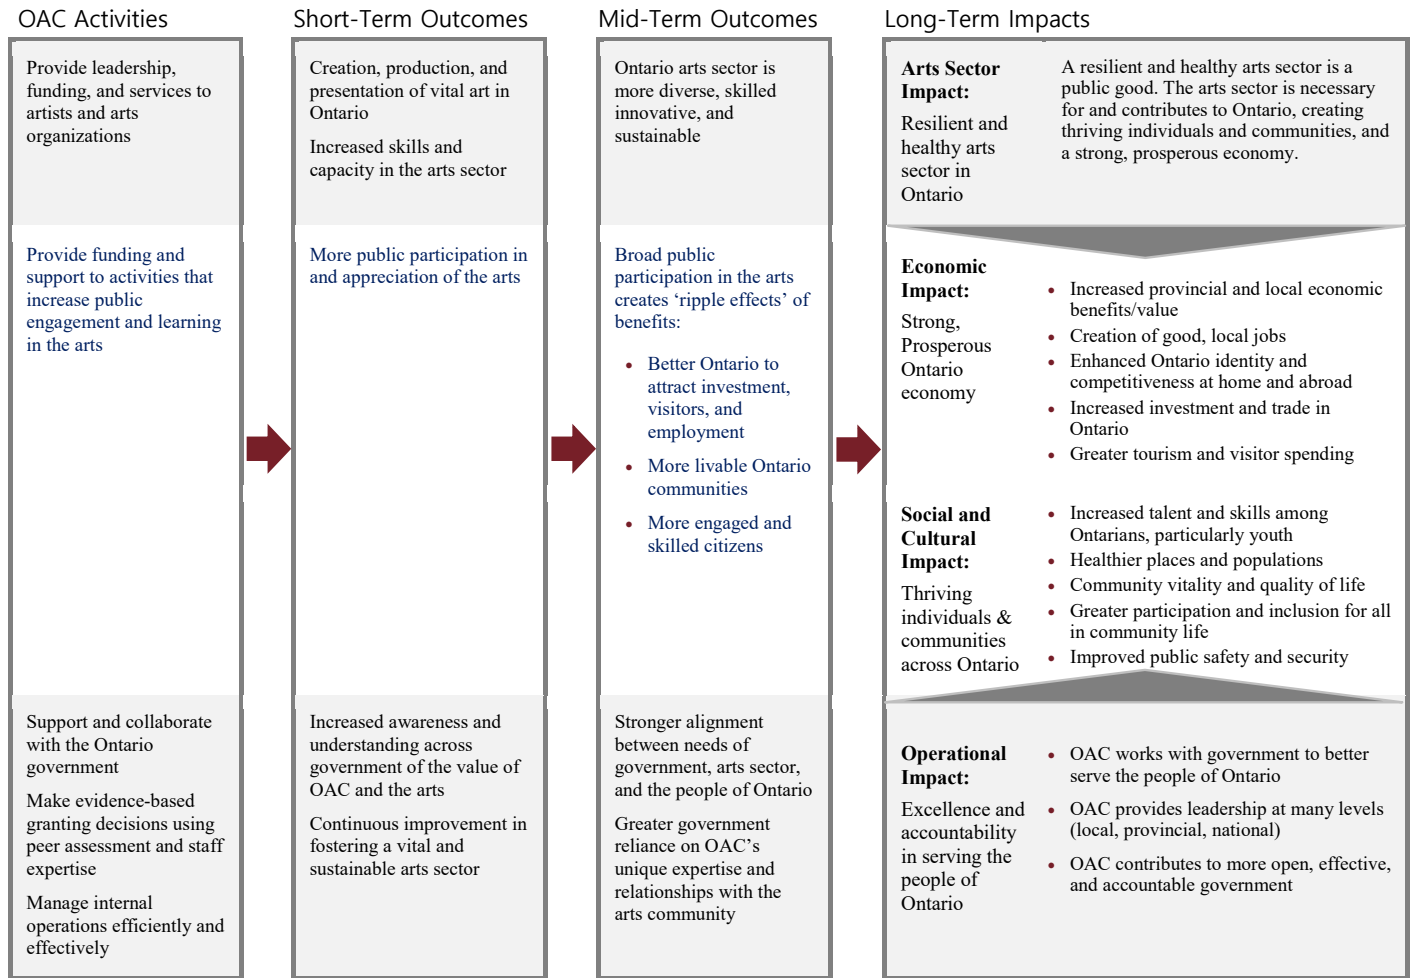 OAC Activities
Provide leadership,
funding, and services to
artists and arts
organizations
Provide funding and
support to activities that
increase public
engagement and learning
in the arts
Support and collaborate
with the Ontario
government
Make evidence-based
granting decisions using
peer assessment and staff
expertise
Manage internal
operations efficiently and
effectively
Short-Term Outcomes
Creation, production, and
presentation of vital art in
Ontario
Increased skills and
capacity in the arts sector
More public participation in
and appreciation of the arts
Increased awareness and
understanding across
government of the value of
OAC and the arts
Continuous improvement in
fostering a vital and
sustainable arts sector
Mid-Term Outcomes
Ontario arts sector is
more diverse, skilled
innovative, and
sustainable
Broad public
participation in the arts
creates ‘ripple effects’ of
benefits:
• Better Ontario to
attract investment,
visitors, and
employment
• More livable Ontario
communities
• More engaged and
skilled citizens
Stronger alignment
between needs of
government, arts sector,
and the people of Ontario
Greater government
reliance on OAC’s
unique expertise and
relationships with the
arts community
Long-Term Impacts
Arts Sector
Impact:
Resilient and
healthy arts
sector in
Ontario
A resilient and healthy arts sector is a
public good. The arts sector is necessary
for and contributes to Ontario, creating
thriving individuals and communities, and
a strong, prosperous economy.
Economic
Impact:
Strong,
Prosperous
Ontario
economy
• Increased provincial and local economic
benefits/value
• Creation of good, local jobs
• Enhanced Ontario identity and
competitiveness at home and abroad
• Increased investment and trade in
Ontario
• Greater tourism and visitor spending
Social and
Cultural
Impact:
Thriving
individuals &
communities
across Ontario
• Increased talent and skills among
Ontarians, particularly youth
• Healthier places and populations
• Community vitality and quality of life
• Greater participation and inclusion for all
in community life
• Improved public safety and security
Operational
Impact:
Excellence and
accountability
in serving the
people of
Ontario
• OAC works with government to better
serve the people of Ontario
• OAC provides leadership at many levels
(local, provincial, national)
• OAC contributes to more open, effective,
and accountable government